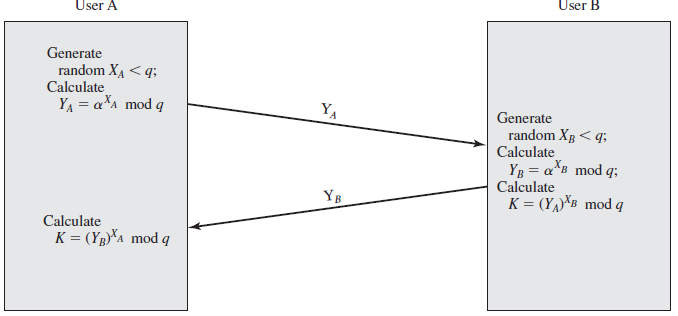 User A
User B
Generate
random X_A < q;
Calculate
Y_A = α^{X_A} mod q
Y_A
Generate
random X_B < q;
Calculate
Y_B = α^{X_B} mod q;
Calculate
K = (Y_A)^{X_B} mod q
Y_B
Calculate
K = (Y_B)^{X_A} mod q